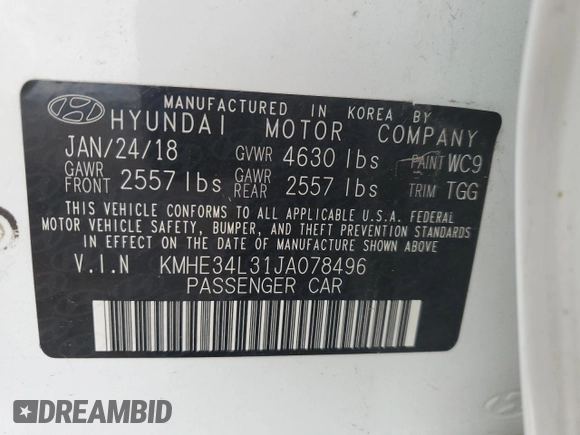 MANUFACTURED IN KOREA BY
HYUNDAI MOTOR COMPANY
JAN/24/18 GVWR 4630 lbs PAINT WC9
GAWR FRONT 2557 lbs GAWR REAR 2557 lbs TRIM TGG
THIS VEHICLE CONFORMS TO ALL APPLICABLE U.S.A. FEDERAL
MOTOR VEHICLE SAFETY, BUMPER, AND THEFT PREVENTION STANDARDS
IN EFFECT ON THE DATE OF MANUFACTURE SHOWN ABOVE.
V.I.N KMHE34L31JA078496
PASSENGER CAR
DREAMBID